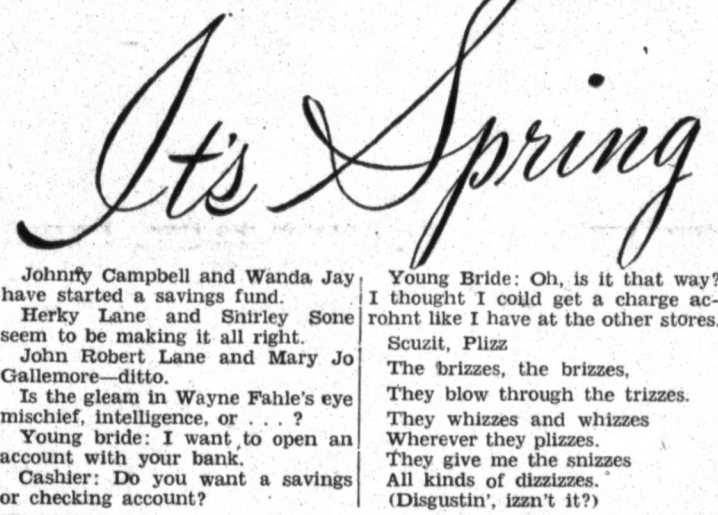 It's Spring
Johnny Campbell and Wanda Jay
have started a savings fund.
Herky Lane and Shirley Sone
seem to be making it all right.
John Robert Lane and Mary Jo
Gallemore—ditto.
Is the gleam in Wayne Fahle's eye
mischief, intelligence, or . . . ?
Young bride: I want to open an
account with your bank.
Cashier: Do you want a savings
or checking account?
Young Bride: Oh, is it that way?
I thought I could get a charge ac-
rohnt like I have at the other stores.
Scuzit, Plizz
The brizzes, the brizzes,
They blow through the trizzes.
They whizzes and whizzes
Wherever they plizzes.
They give me the snizzes
All kinds of dizzizzes.
(Disgustin', izzn't it?)